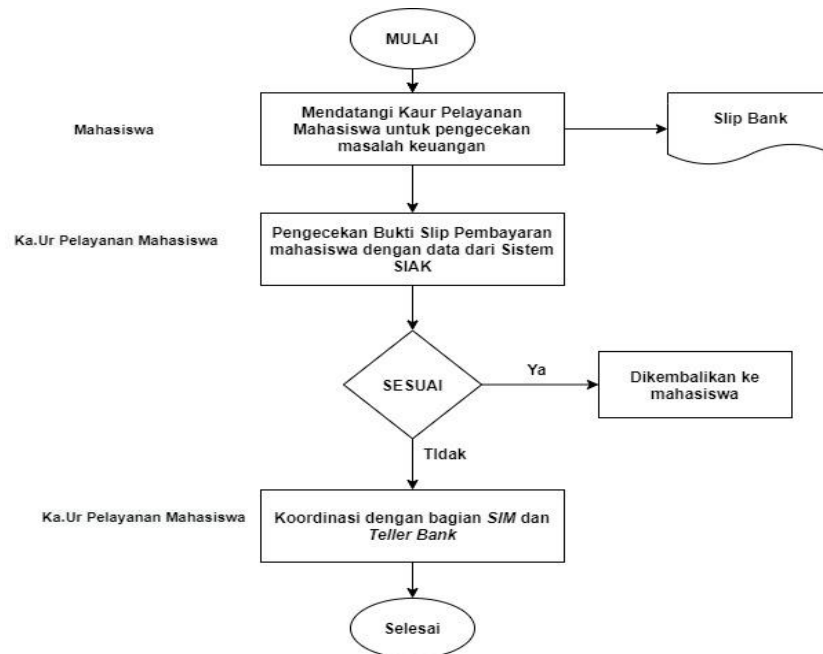 MULAI
Mahasiswa
Mendatangi Kaur Pelayanan
Mahasiswa untuk pengecekan
masalah keuangan
Slip Bank
Ka.Ur Pelayanan Mahasiswa
Pengecekan Bukti Slip Pembayaran
mahasiswa dengan data dari Sistem
SIAK
SESUAI
Ya
Dikembalikan ke
mahasiswa
TIdak
Ka.Ur Pelayanan Mahasiswa
Koordinasi dengan bagian SIM dan
Teller Bank
Selesai